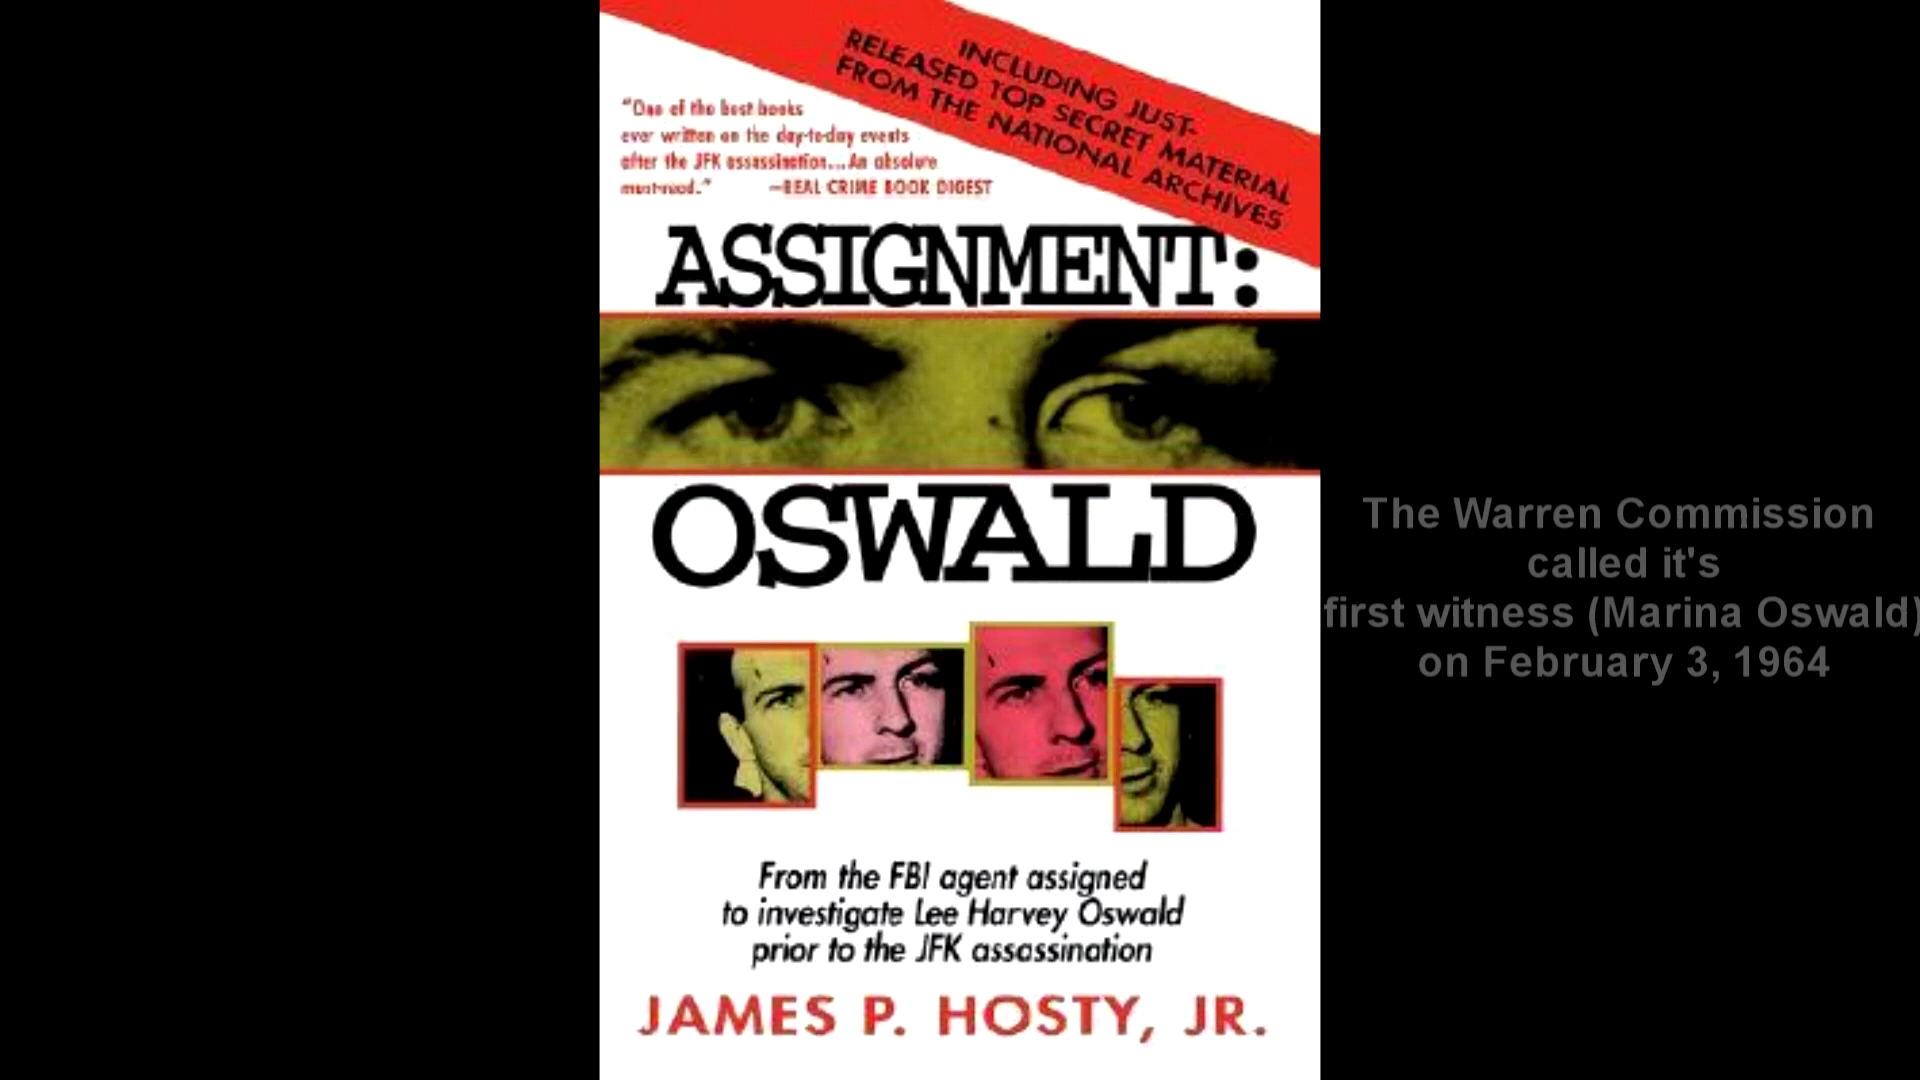 INCLUDING JUST-
RELEASED TOP SECRET MATERIAL
FROM THE NATIONAL ARCHIVES
"One of the best books
ever written on the day-to-day events
after the JFK assassination...An absolute
must-read."  —REAL CRIME BOOK DIGEST
ASSIGNMENT:
OSWALD
The Warren Commission
called it's
first witness (Marina Oswald)
on February 3, 1964
From the FBI agent assigned
to investigate Lee Harvey Oswald
prior to the JFK assassination
JAMES P. HOSTY, JR.